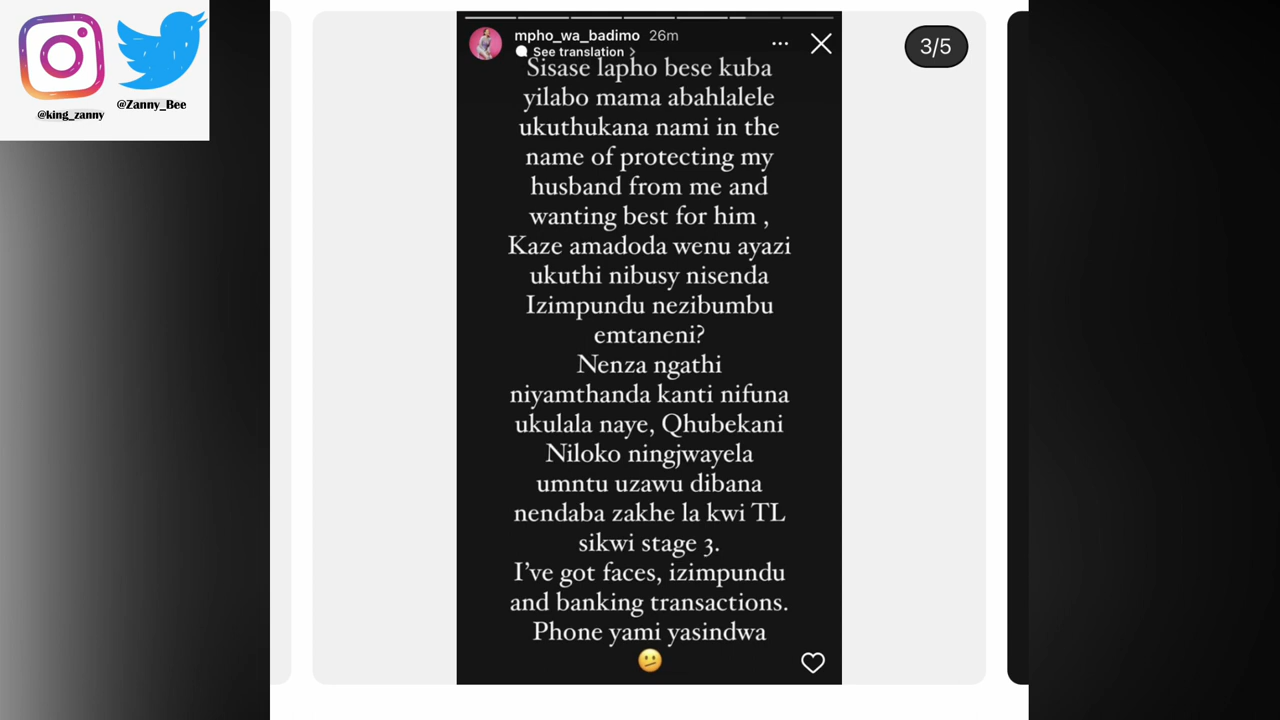 @king_zanny
@Zanny_Bee
mpho_wa_badimo 26m
See translation >
3/5
Sisase lapho bese kuba
yilabo mama abahlalele
ukuthukana nami in the
name of protecting my
husband from me and
wanting best for him ,
Kaze amadoda wenu ayazi
ukuthi nibusy nisenda
Izimpundu nezibumbu
emtaneni?
Nenza ngathi
niyamthanda kanti nifuna
ukulala naye, Qhubekani
Niloko ningjwayela
umntu uzawu dibana
nendaba zakhe la kwi TL
sikwi stage 3.
I've got faces, izimpundu
and banking transactions.
Phone yami yasindwa